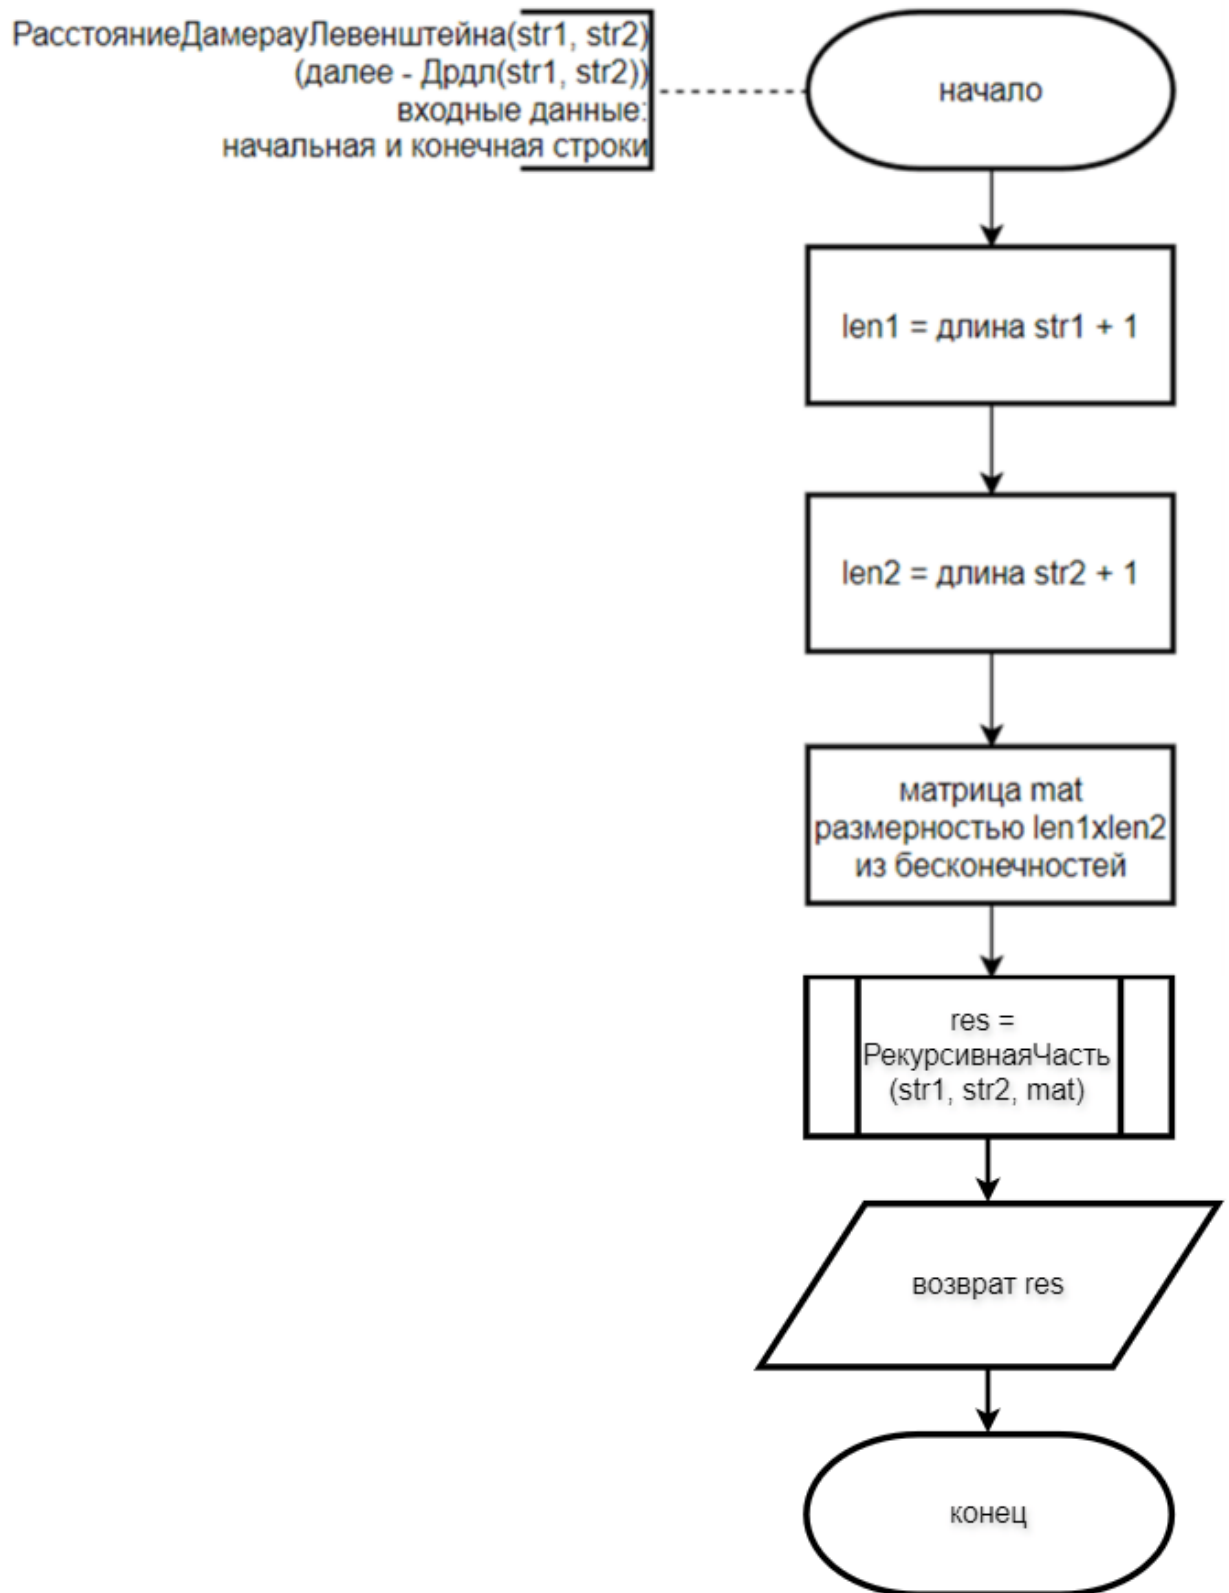 РасстояниеДамерауЛевенштейна(str1, str2)
(далее - Дрдл(str1, str2))
входные данные:
начальная и конечная строки
начало
len1 = длина str1 + 1
len2 = длина str2 + 1
матрица mat
размерностью len1xlen2
из бесконечностей
res =
РекурсивнаяЧасть
(str1, str2, mat)
возврат res
конец